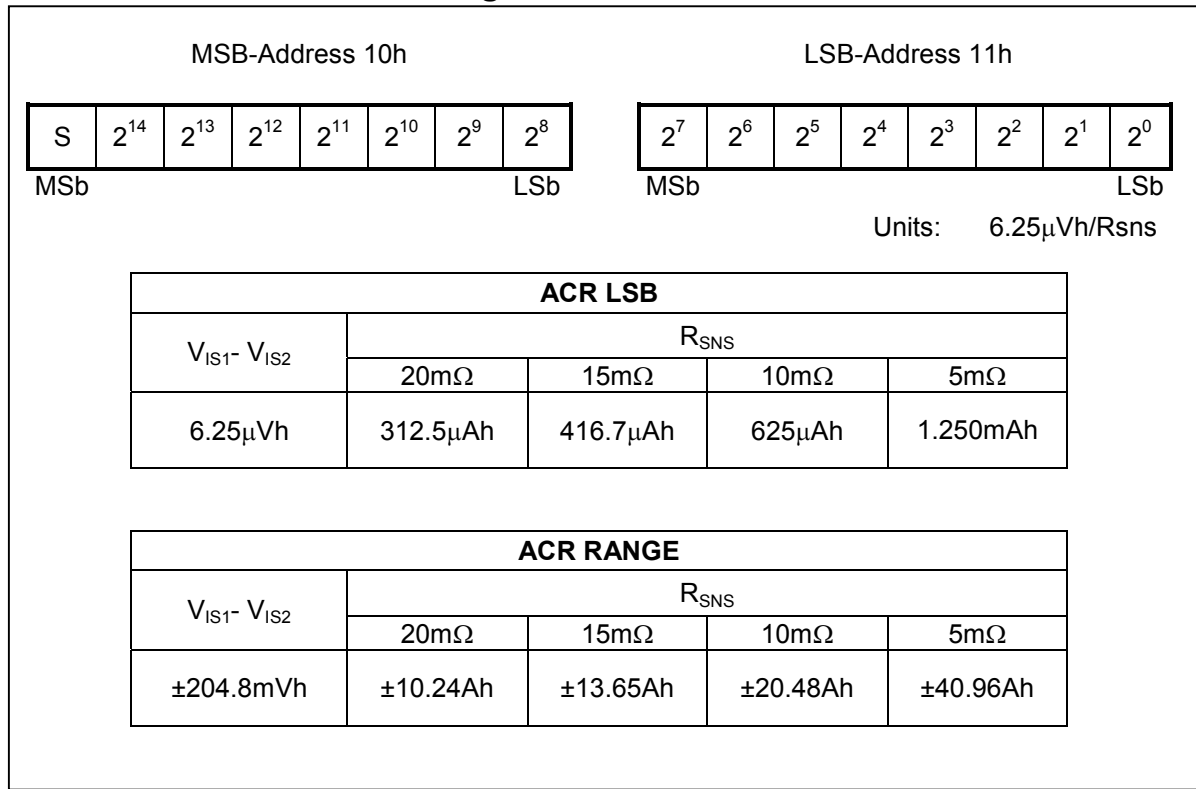 MSB-Address 10h LSB-Address 11h
S 2^14 2^13 2^12 2^11 2^10 2^9 2^8 2^7 2^6 2^5 2^4 2^3 2^2 2^1 2^0
MSb LSb MSb LSb
Units: 6.25μVh/Rsns
ACR LSB
V_IS1- V_IS2 R_SNS
20mΩ 15mΩ 10mΩ 5mΩ
6.25μVh 312.5μAh 416.7μAh 625μAh 1.250mAh
ACR RANGE
V_IS1- V_IS2 R_SNS
20mΩ 15mΩ 10mΩ 5mΩ
±204.8mVh ±10.24Ah ±13.65Ah ±20.48Ah ±40.96Ah